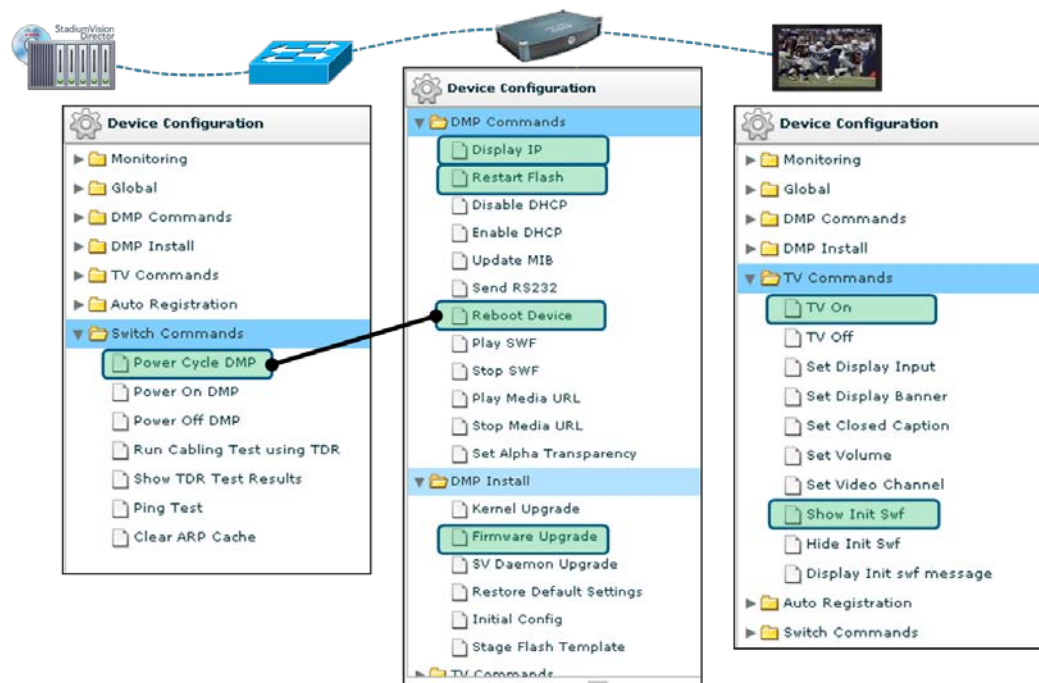 StadiumVision
Director
Device Configuration
Monitoring
Global
DMP Commands
DMP Install
TV Commands
Auto Registration
Switch Commands
Power Cycle DMP
Power On DMP
Power Off DMP
Run Cabling Test using TDR
Show TDR Test Results
Ping Test
Clear ARP Cache
Device Configuration
DMP Commands
Display IP
Restart Flash
Disable DHCP
Enable DHCP
Update MIB
Send RS232
Reboot Device
Play SWF
Stop SWF
Play Media URL
Stop Media URL
Set Alpha Transparency
DMP Install
Kernel Upgrade
Firmware Upgrade
SV Daemon Upgrade
Restore Default Settings
Initial Config
Stage Flash Template
TV Commands
Device Configuration
Monitoring
Global
DMP Commands
DMP Install
TV Commands
TV On
TV Off
Set Display Input
Set Display Banner
Set Closed Caption
Set Volume
Set Video Channel
Show Init Swf
Hide Init Swf
Display Init swf message
Auto Registration
Switch Commands